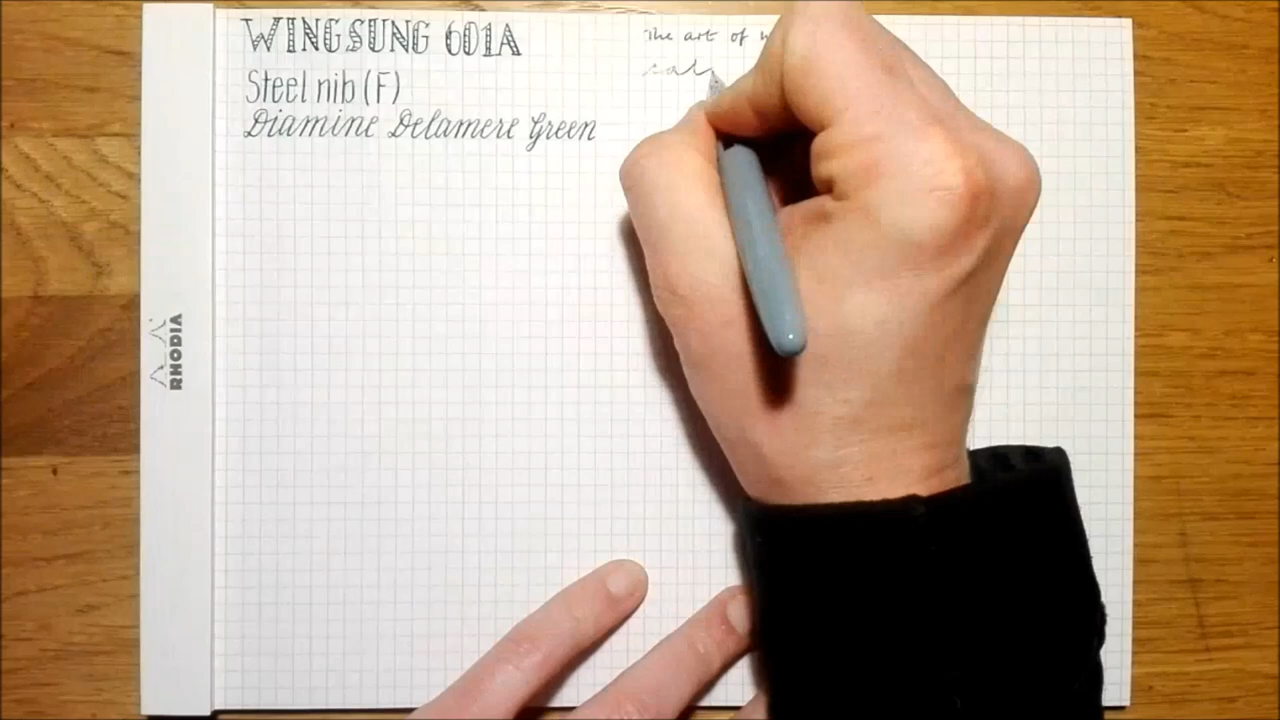 WINGSUNG 601A
Steel nib (F)
Diamine Delamere Green
The art of
RHODIA